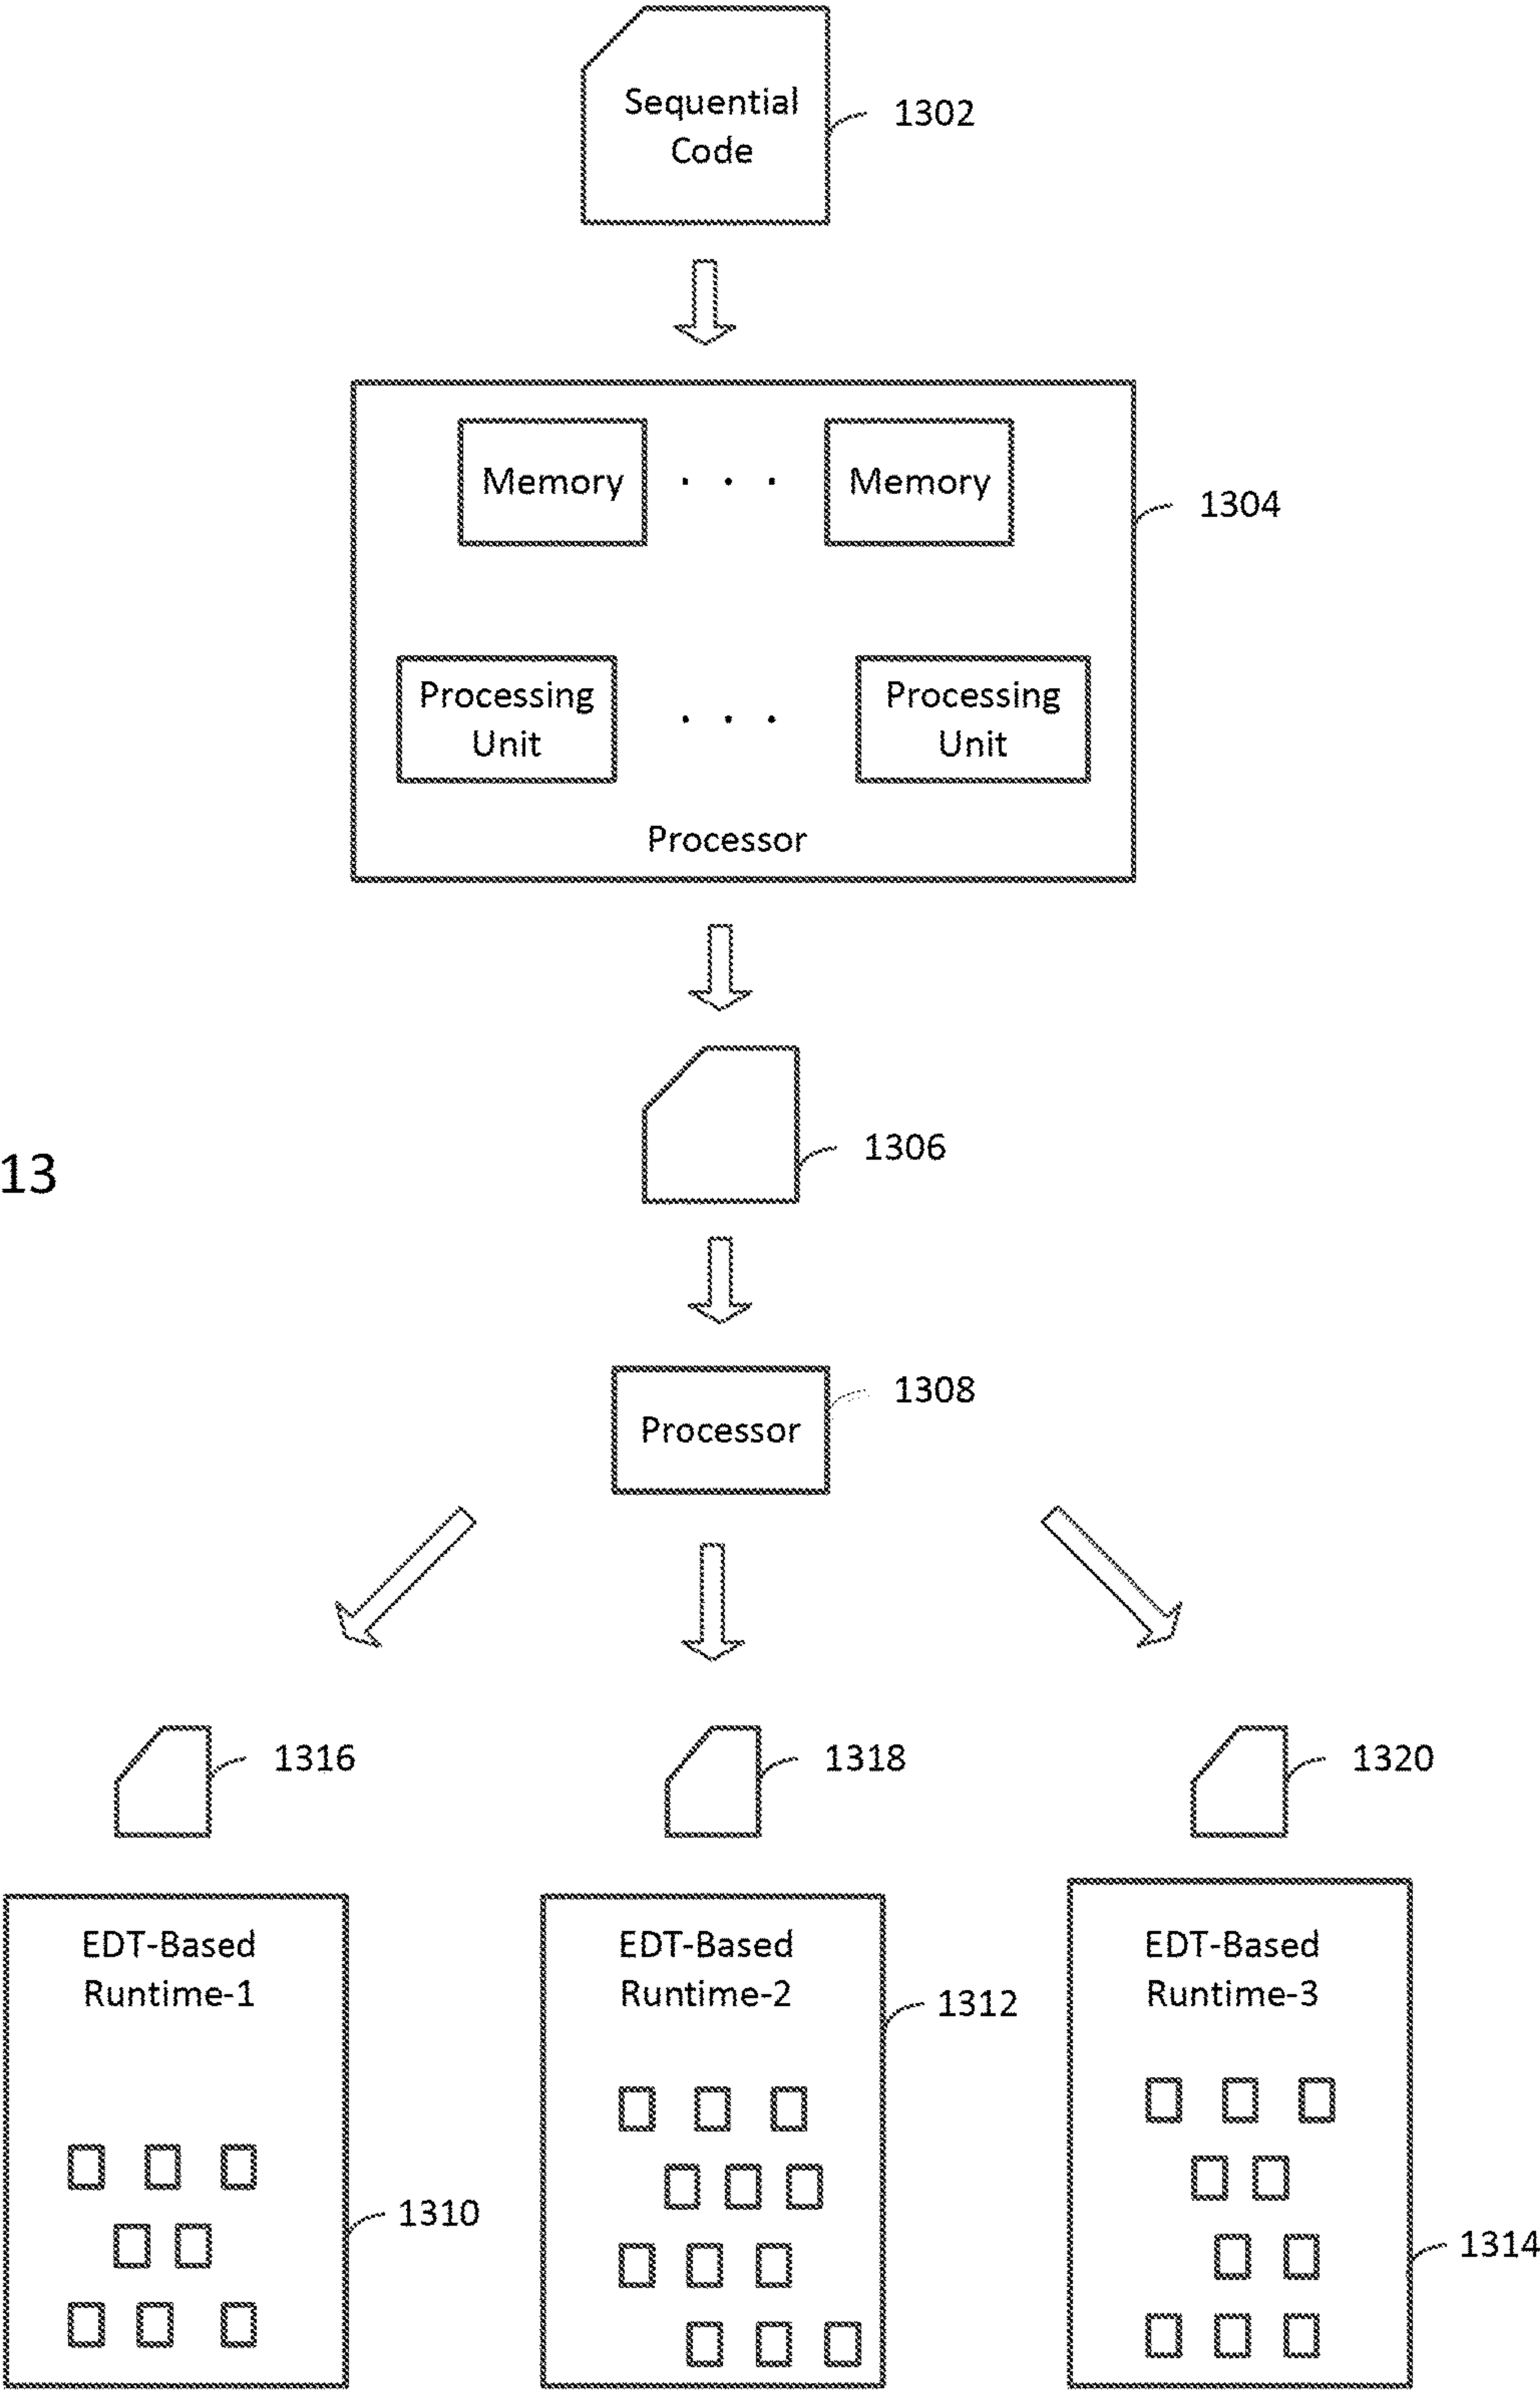 Sequential
Code
1302
Memory
. . .
Memory
1304
Processing
Unit
. . .
Processing
Unit
Processor
1306
13
1308
Processor
1316
1318
1320
EDT-Based
Runtime-1
EDT-Based
Runtime-2
EDT-Based
Runtime-3
1312
1310
1314